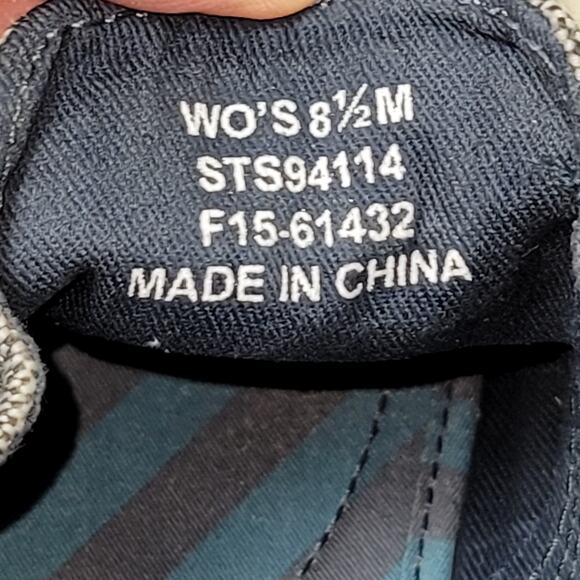 WO'S 8½M
STS94114
F15-61432
MADE IN CHINA